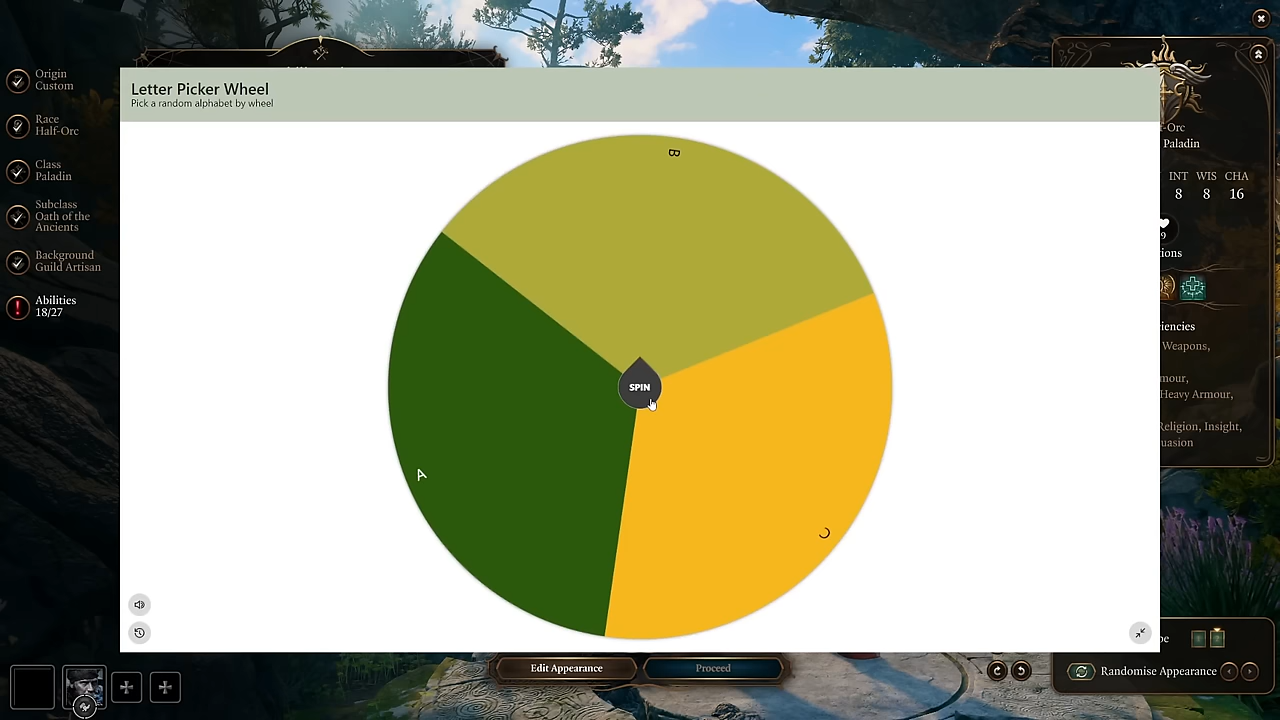 Origin
Custom
Race
Half-Orc
Class
Paladin
Subclass
Oath of the
Ancients
Background
Guild Artisan
Abilities
18/27
Letter Picker Wheel
Pick a random alphabet by wheel
B
A
C
SPIN
-Orc
Paladin
INT WIS CHA
8 8 16
9
ions
iencies
Weapons,
mour,
Heavy Armour,
Religion, Insight,
uasion
Edit Appearance
Proceed
pe
Randomise Appearance